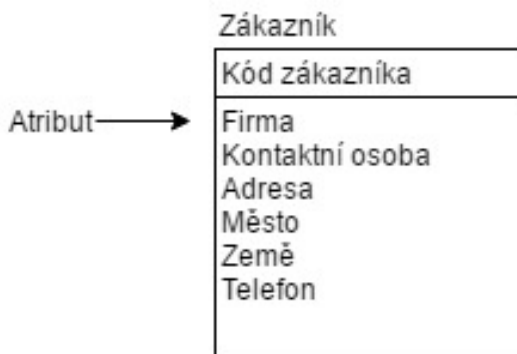 Zákazník
Kód zákazníka
Atribut
Firma
Kontaktní osoba
Adresa
Město
Země
Telefon